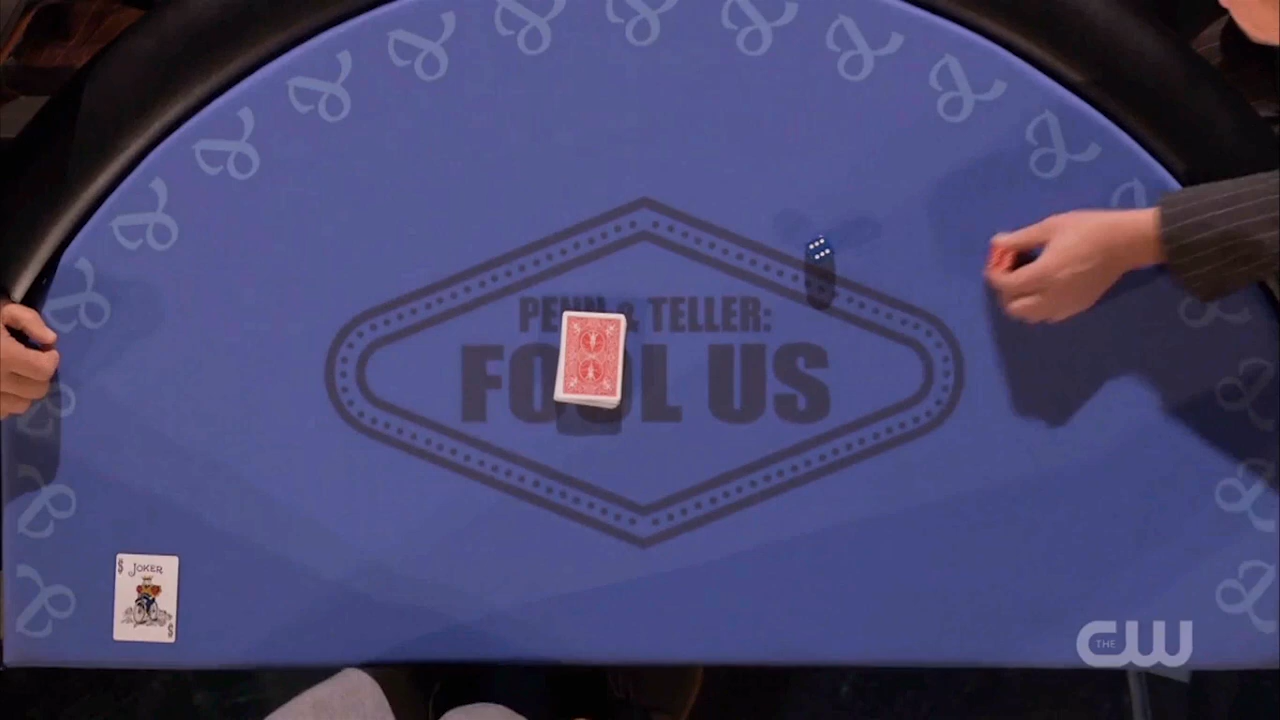 PENN & TELLER:
FOOL US
$
JOKER
$
THE CW